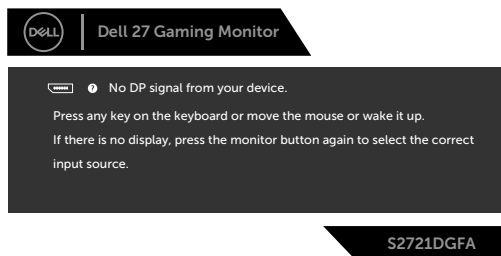 DELL
Dell 27 Gaming Monitor
? No DP signal from your device.
Press any key on the keyboard or move the mouse or wake it up.
If there is no display, press the monitor button again to select the correct
input source.
S2721DGFA